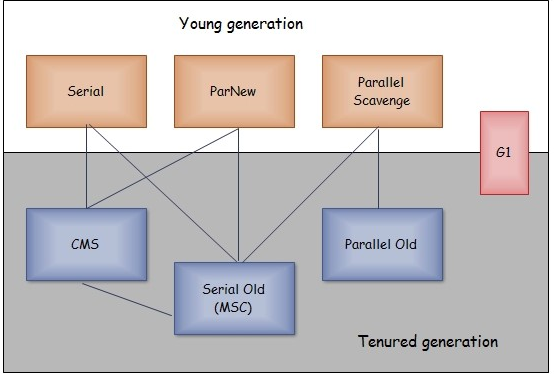 Young generation
Serial
ParNew
Parallel
Scavenge
G1
CMS
Serial Old
(MSC)
Parallel Old
Tenured generation